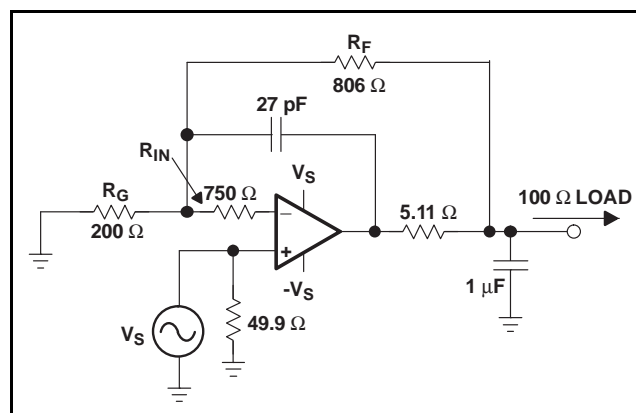 R_F
806 Ω
27 pF
R_IN
R_G
200 Ω
750 Ω
V_S
−
+
-V_S
5.11 Ω
100 Ω LOAD
1 µF
49.9 Ω
V_S